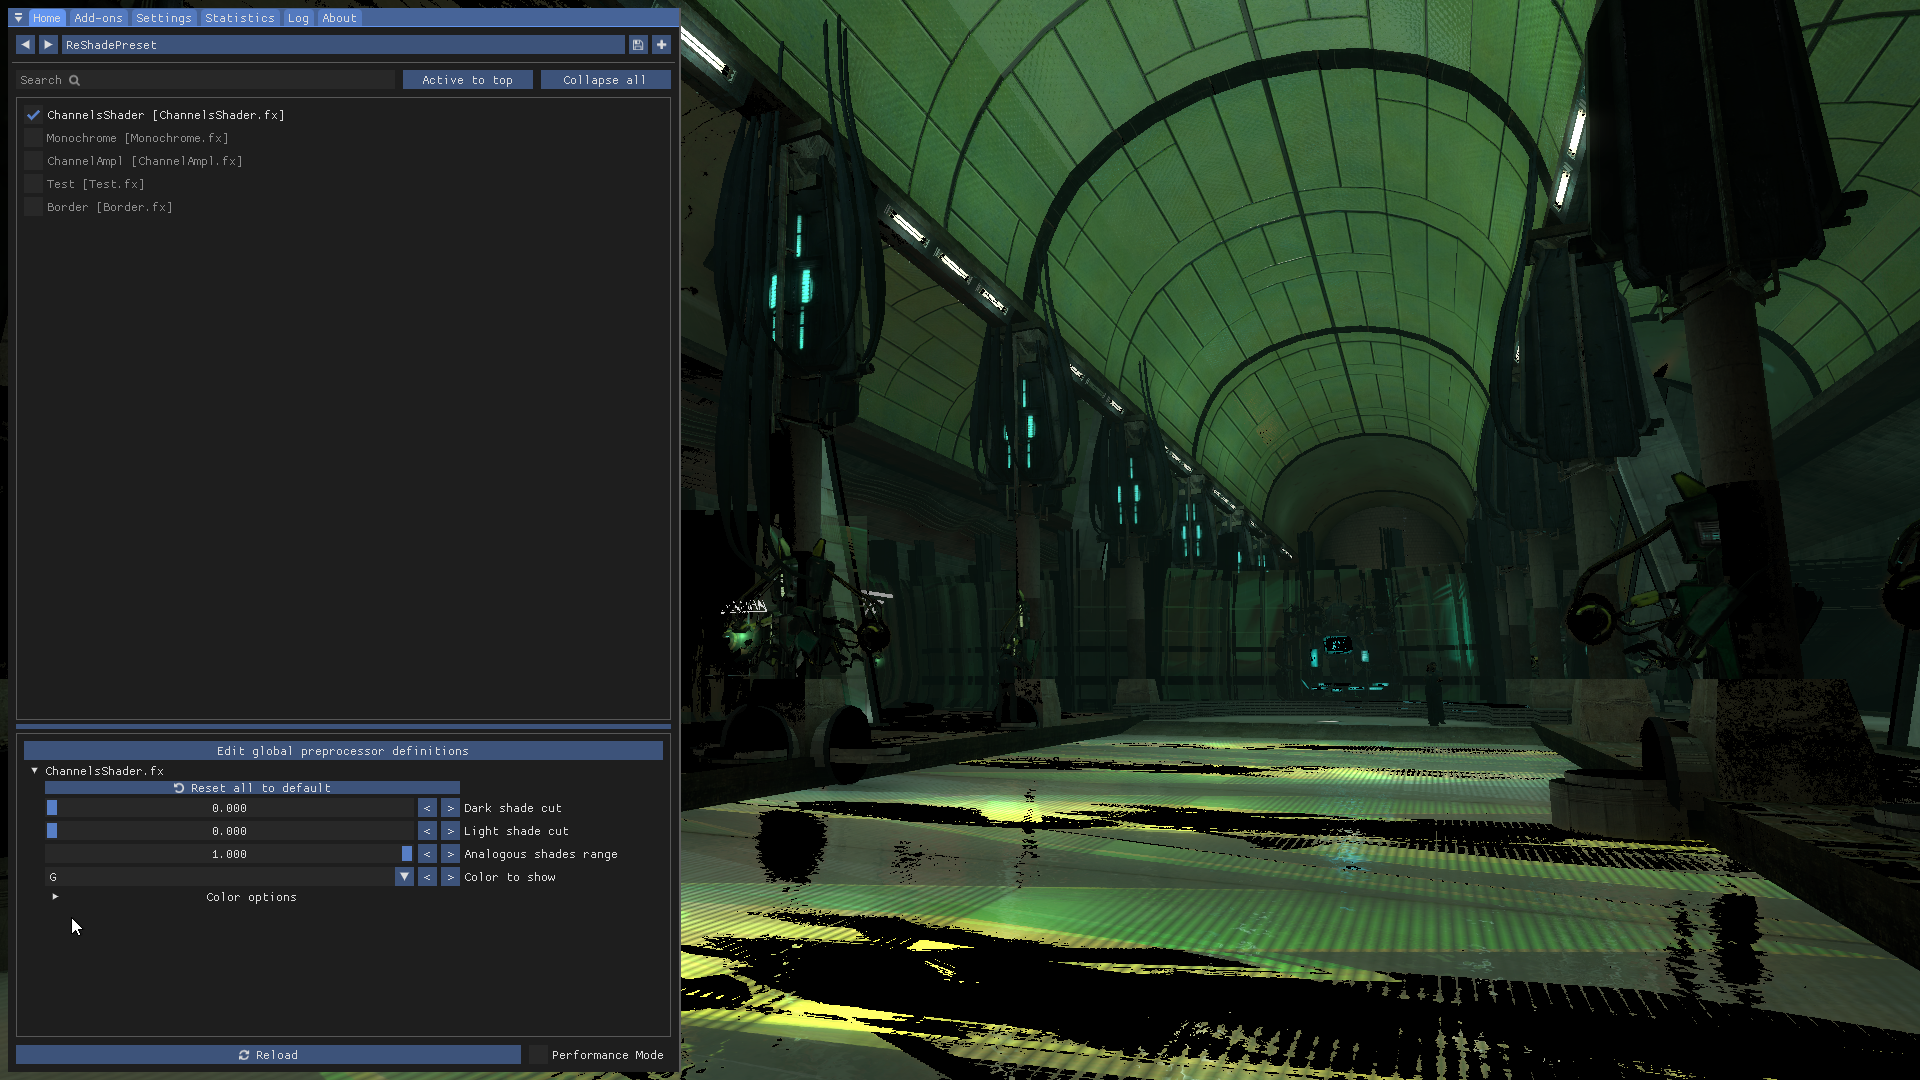 Home Add-ons Settings Statistics Log About
ReShadePreset
Search Active to top Collapse all
ChannelsShader [ChannelsShader.fx]
Monochrome [Monochrome.fx]
ChannelAmpl [ChannelAmpl.fx]
Test [Test.fx]
Border [Border.fx]
Edit global preprocessor definitions
ChannelsShader.fx
Reset all to default
0.000 < > Dark shade cut
0.000 < > Light shade cut
1.000 < > Analogous shades range
G < > Color to show
Color options
Reload Performance Mode